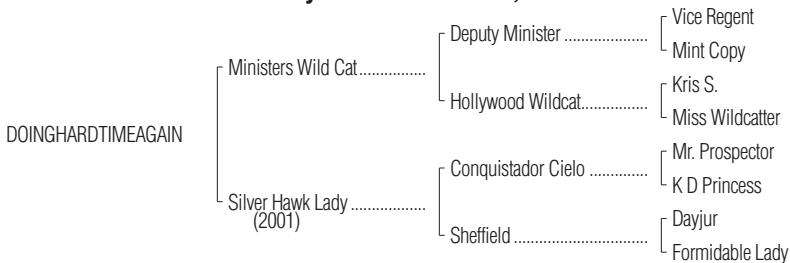 Vice Regent
Deputy Minister ..................
Mint Copy
Ministers Wild Cat................
Kris S.
Hollywood Wildcat...............
Miss Wildcatter
DOINGHARDTIMEAGAIN
Mr. Prospector
Conquistador Cielo .............
K D Princess
Silver Hawk Lady ..................
(2001)
Dayjur
Sheffield ..............................
Formidable Lady